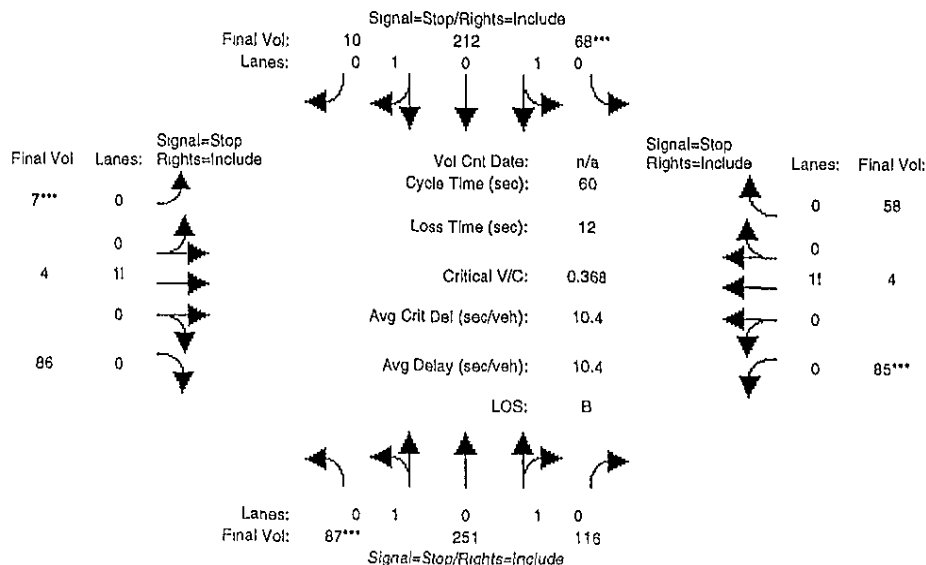 Signal=Stop/Rights=Include
Final Vol: 10 212 68***
Lanes: 0 1 0 1 0
Signal=Stop
Final Vol Lanes: Rights=Include
Vol Cnt Date: n/a
Signal=Stop
Rights=Include Lanes: Final Vol:
Cycle Time (sec): 60
7*** 0
0 58
Loss Time (sec): 12
0
0
4 1! Critical V/C: 0.368 1! 4
0 Avg Crit Del (sec/veh): 10.4 0
86 0 Avg Delay (sec/veh): 10.4 0 85***
LOS: B
Lanes: 0 1 0 1 0
Final Vol: 87*** 251 116
Signal=Stop/Rights=Include